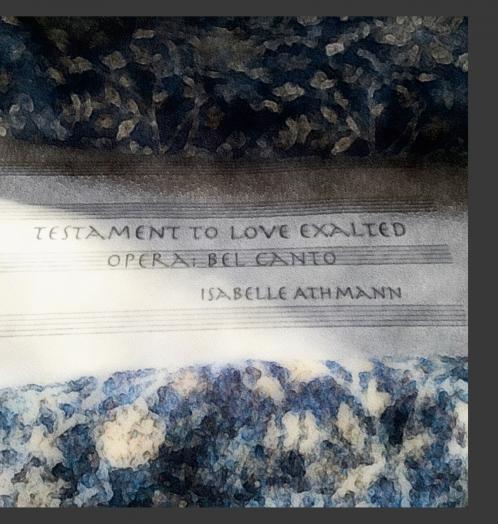 TESTAMENT TO LOVE EXALTED
OPERA: BEL CANTO
ISABELLE ATHMANN